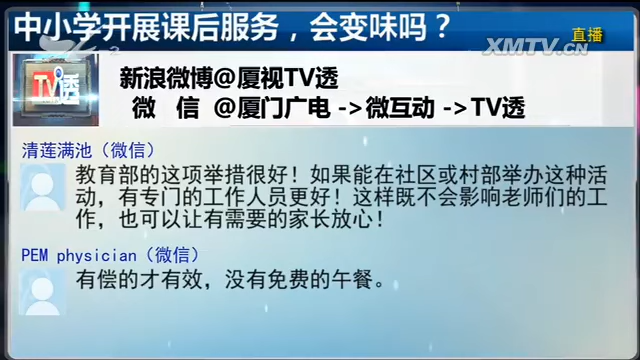 中小学开展课后服务，会变味吗？
直播
XMTV.CN
TV透
新浪微博@厦视TV透
微 信 @厦门广电 ->微互动 ->TV透
清莲满池（微信）
教育部的这项举措很好！如果能在社区或村部举办这种活
动，有专门的工作人员更好！这样既不会影响老师们的工
作，也可以让有需要的家长放心！
PEM physician（微信）
有偿的才有效，没有免费的午餐。